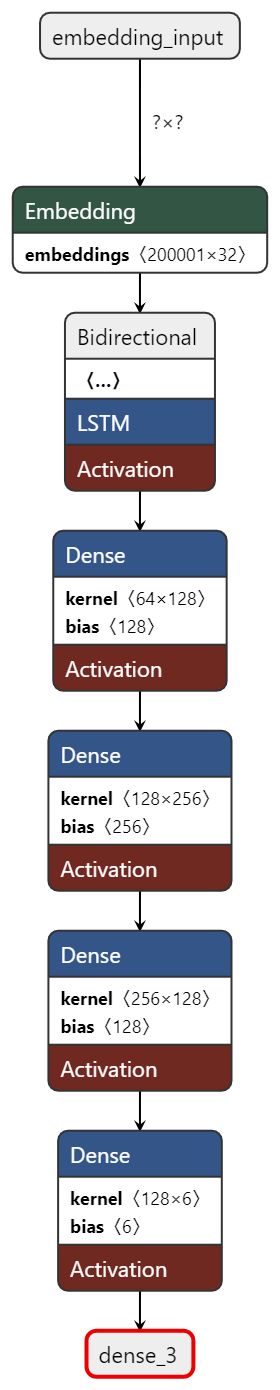 embedding_input
?×?
Embedding
embeddings〈200001×32〉
Bidirectional
〈...〉
LSTM
Activation
Dense
kernel〈64×128〉
bias〈128〉
Activation
Dense
kernel〈128×256〉
bias〈256〉
Activation
Dense
kernel〈256×128〉
bias〈128〉
Activation
Dense
kernel〈128×6〉
bias〈6〉
Activation
dense_3